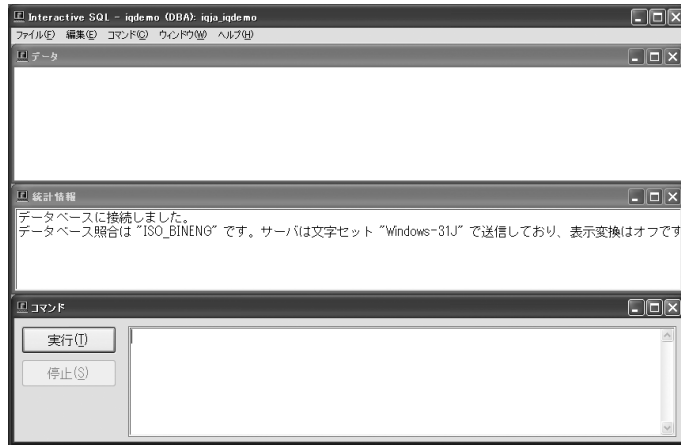 Interactive SQL - iqdemo (DBA): iqja_iqdemo
ファイル(F) 編集(E) コマンド(C) ウィンドウ(W) ヘルプ(H)
データ
統計情報
データベースに接続しました。
データベース照合は "ISO_BINENG" です。サーバは文字セット "Windows-31J" で送信しており、表示変換はオフです
コマンド
実行(T)
停止(S)